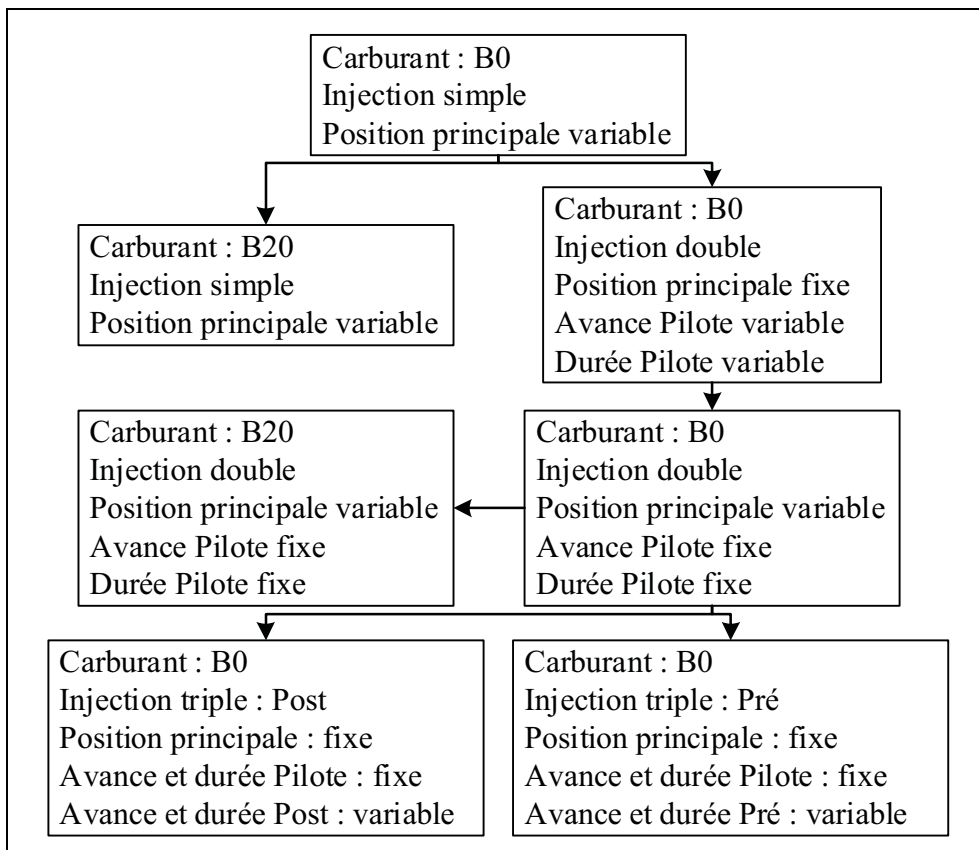 Carburant : B0
Injection simple
Position principale variable
Carburant : B20
Injection simple
Position principale variable
Carburant : B0
Injection double
Position principale fixe
Avance Pilote variable
Durée Pilote variable
Carburant : B20
Injection double
Position principale variable
Avance Pilote fixe
Durée Pilote fixe
Carburant : B0
Injection double
Position principale variable
Avance Pilote fixe
Durée Pilote fixe
Carburant : B0
Injection triple : Post
Position principale : fixe
Avance et durée Pilote : fixe
Avance et durée Post : variable
Carburant : B0
Injection triple : Pré
Position principale : fixe
Avance et durée Pilote : fixe
Avance et durée Pré : variable